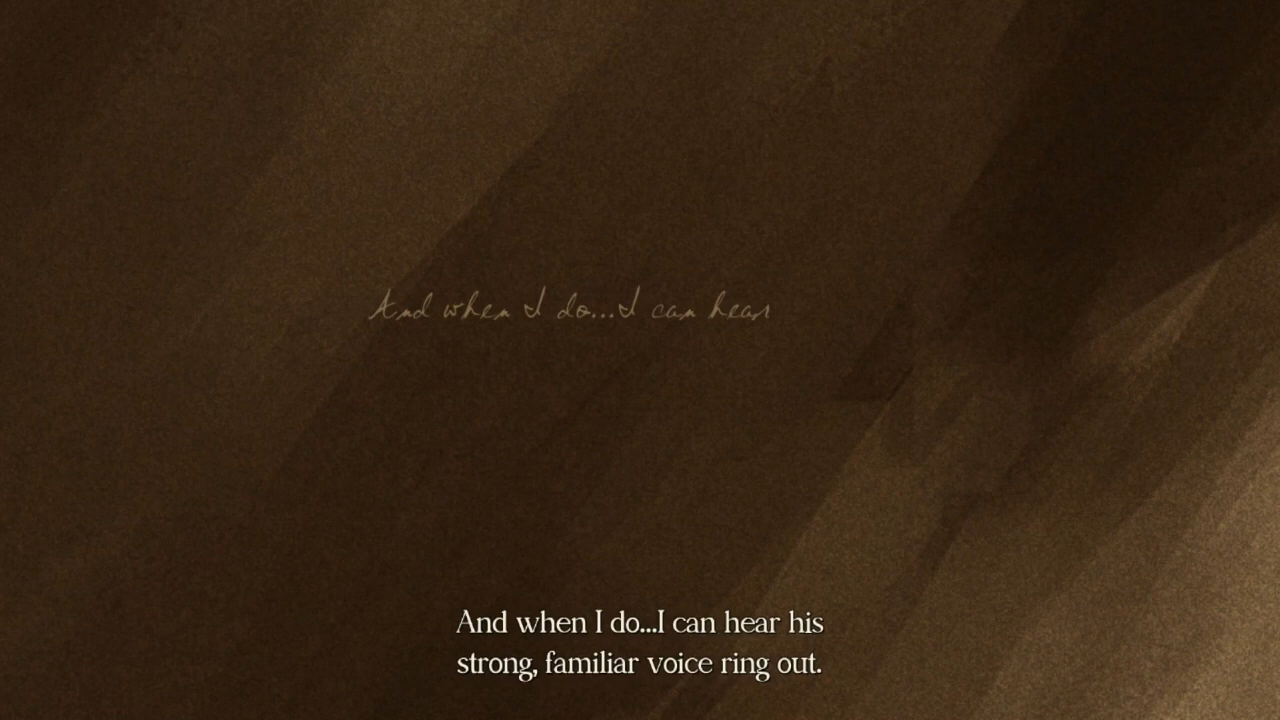 And when I do...I can hear
And when I do...I can hear his
strong, familiar voice ring out.